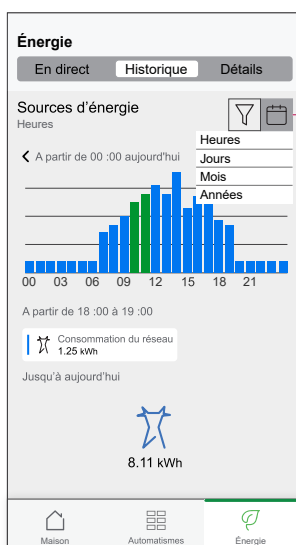 Énergie
En direct Historique Détails
Sources d'énergie
Heures
Heures
Jours
Mois
Années
A partir de 00 :00 aujourd'hui
00 03 06 09 12 15 18 21
A partir de 18 :00 à 19 :00
Consommation du réseau
1.25 kWh
Jusqu'à aujourd'hui
8.11 kWh
Maison Automatismes Énergie